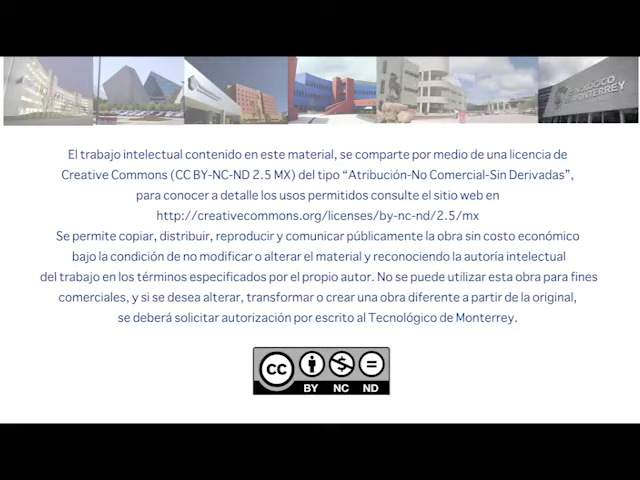 TECNOLÓGICO
DE MONTERREY
El trabajo intelectual contenido en este material, se comparte por medio de una licencia de
Creative Commons (CC BY-NC-ND 2.5 MX) del tipo “Atribución-No Comercial-Sin Derivadas”,
para conocer a detalle los usos permitidos consulte el sitio web en
http://creativecommons.org/licenses/by-nc-nd/2.5/mx
Se permite copiar, distribuir, reproducir y comunicar públicamente la obra sin costo económico
bajo la condición de no modificar o alterar el material y reconociendo la autoría intelectual
del trabajo en los términos especificados por el propio autor. No se puede utilizar esta obra para fines
comerciales, y si se desea alterar, transformar o crear una obra diferente a partir de la original,
se deberá solicitar autorización por escrito al Tecnológico de Monterrey.
cc
BY NC ND